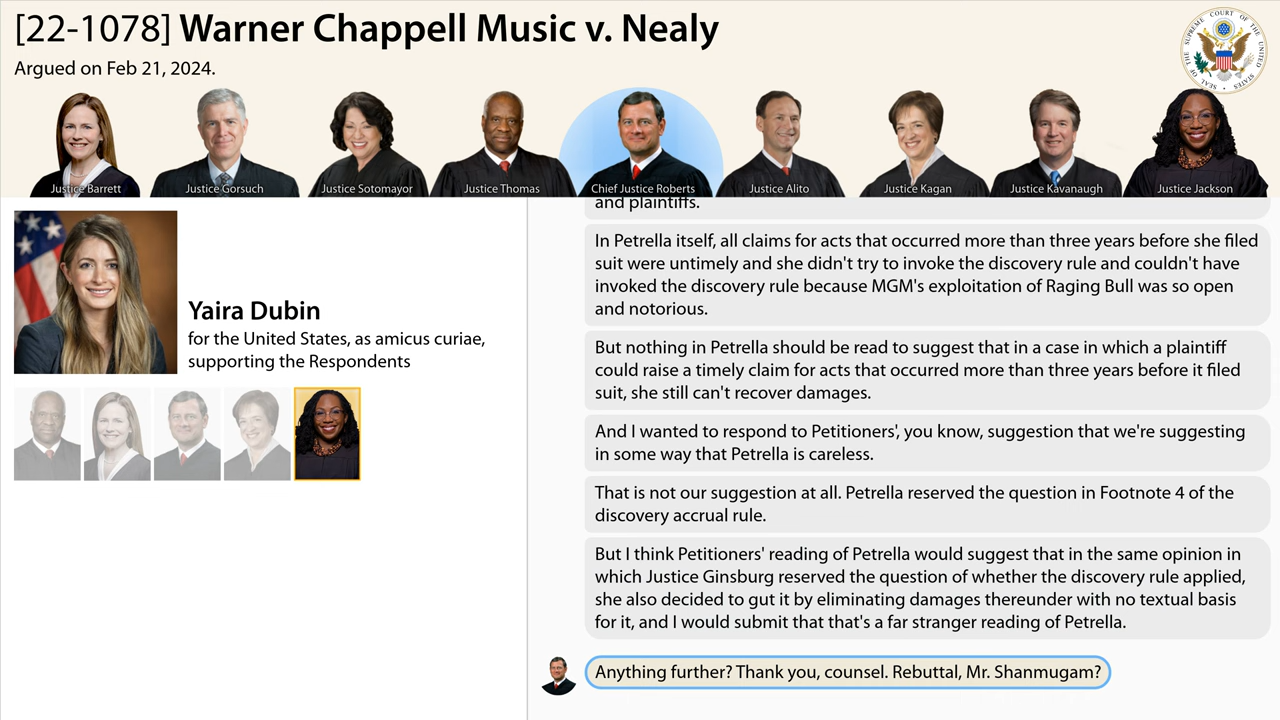 [22-1078] Warner Chappell Music v. Nealy
Argued on Feb 21, 2024.
SUPREME COURT OF THE UNITED STATES
SEAL OF THE
Justice Barrett
Justice Gorsuch
Justice Sotomayor
Justice Thomas
Chief Justice Roberts
Justice Alito
Justice Kagan
Justice Kavanaugh
Justice Jackson
Yaira Dubin
for the United States, as amicus curiae,
supporting the Respondents
and plaintiffs.
In Petrella itself, all claims for acts that occurred more than three years before she filed
suit were untimely and she didn't try to invoke the discovery rule and couldn't have
invoked the discovery rule because MGM's exploitation of Raging Bull was so open
and notorious.
But nothing in Petrella should be read to suggest that in a case in which a plaintiff
could raise a timely claim for acts that occurred more than three years before it filed
suit, she still can't recover damages.
And I wanted to respond to Petitioners', you know, suggestion that we're suggesting
in some way that Petrella is careless.
That is not our suggestion at all. Petrella reserved the question in Footnote 4 of the
discovery accrual rule.
But I think Petitioners' reading of Petrella would suggest that in the same opinion in
which Justice Ginsburg reserved the question of whether the discovery rule applied,
she also decided to gut it by eliminating damages thereunder with no textual basis
for it, and I would submit that that's a far stranger reading of Petrella.
Anything further? Thank you, counsel. Rebuttal, Mr. Shanmugam?